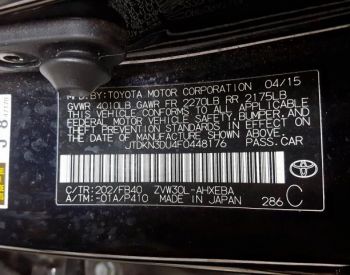 MFD.BY:TOYOTA MOTOR CORPORATION 04/15
GVWR 4010LB GAWR FR 2270LB RR 2175LB
THIS VEHICLE CONFORMS TO ALL APPLICABLE
FEDERAL MOTOR VEHICLE SAFETY, BUMPER, AND
THEFT PREVENTION STANDARDS IN EFFECT ON
THE DATE OF MANUFACTURE SHOWN ABOVE.
JTDKN3DU4F0448176 PASS.CAR
C/TR:202/FB40 ZVW30L-AHXEBA
A/TM:-01A/P410 MADE IN JAPAN 286 C
TOYOTA